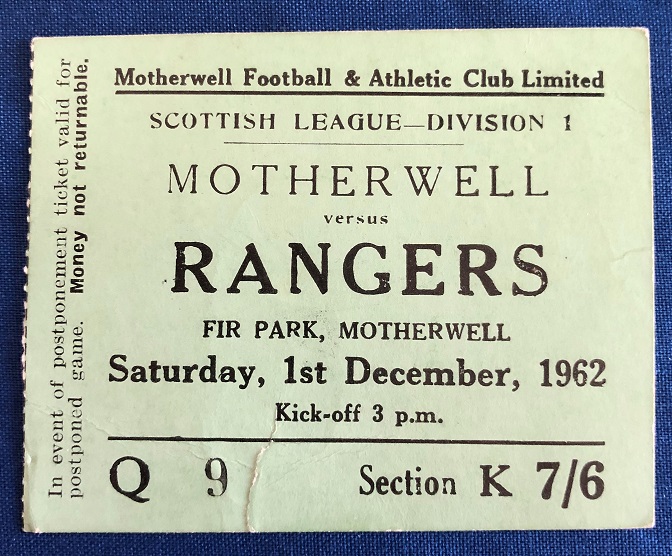 Motherwell Football & Athletic Club Limited
SCOTTISH LEAGUE—DIVISION 1
MOTHERWELL
versus
RANGERS
FIR PARK, MOTHERWELL
Saturday, 1st December, 1962
Kick-off 3 p.m.
Q 9 Section K 7/6
In event of postponement ticket valid for
postponed game. Money not returnable.